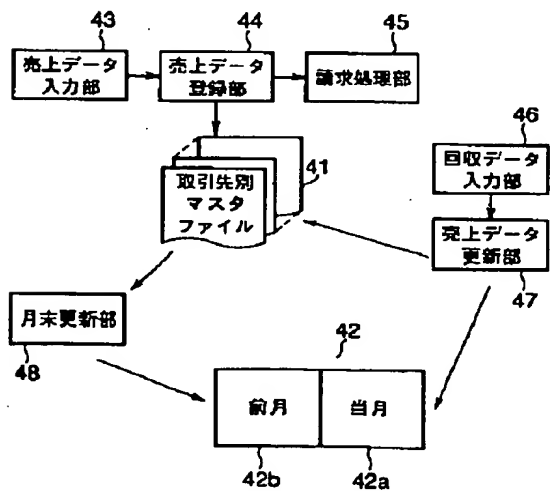 43
44
45
売上データ
入力部
売上データ
登録部
請求処理部
46
回収データ
入力部
41
取引先別
マスタ
ファイル
売上データ
更新部
47
月末更新部
48
42
前月
当月
42b
42a